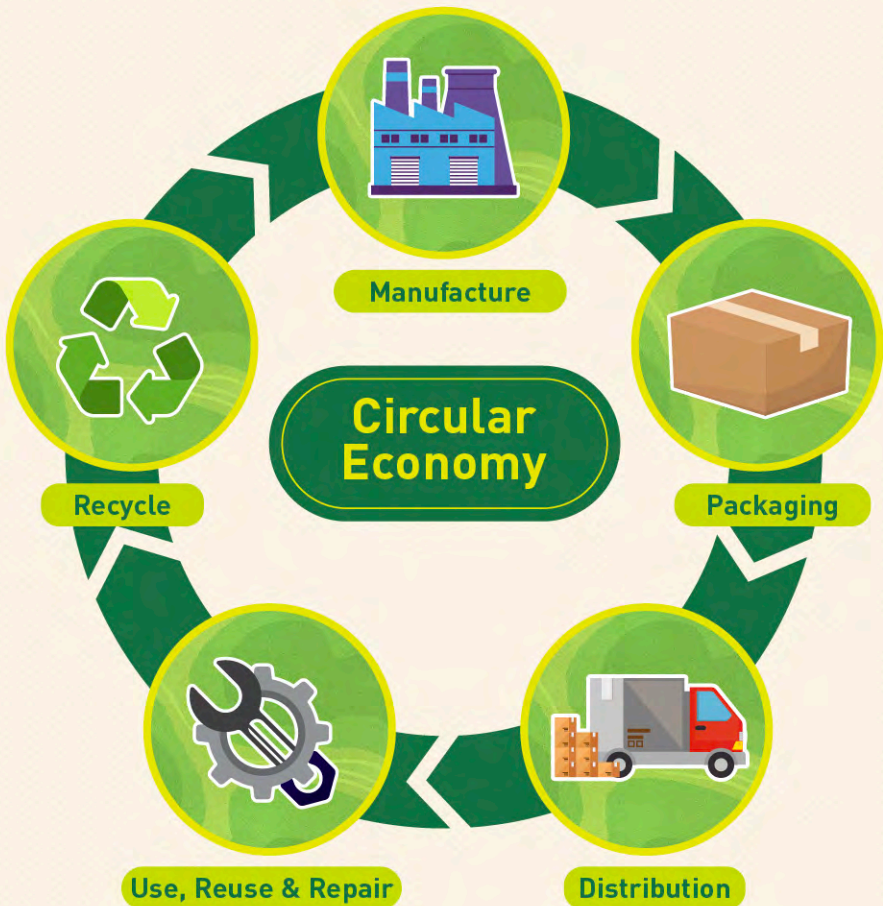 Manufacture
Circular
Economy
Recycle
Packaging
Use, Reuse & Repair
Distribution